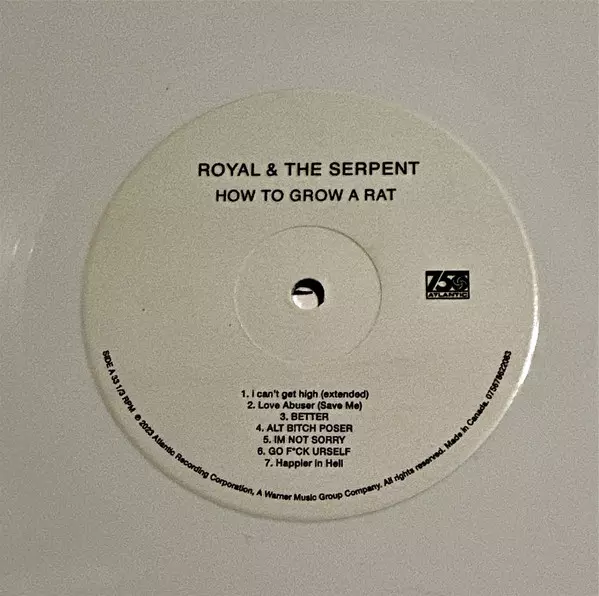 ROYAL & THE SERPENT
HOW TO GROW A RAT
75
ATLANTIC
1. i can't get high (extended)
2. Love Abuser (Save Me)
3. BETTER
4. ALT BITCH POSER
5. IM NOT SORRY
6. GO F*CK URSELF
7. Happier in Hell
SIDE A 33 1/3 RPM ℗ 2023 Atlantic Recording Corporation, A Warner Music Group Company. All rights reserved. Made in Canada. 075678622083